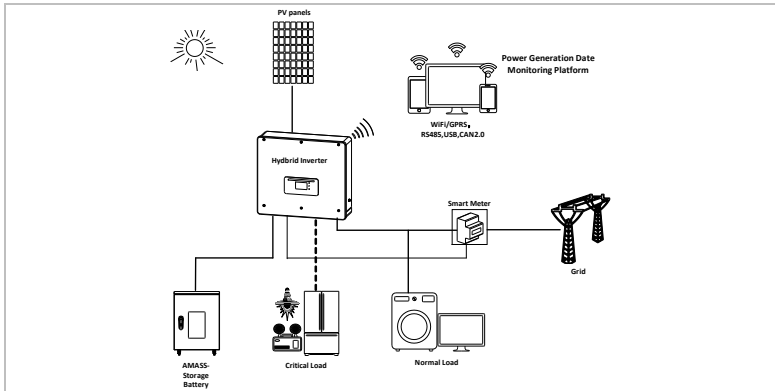 PV panels
Power Generation Date
Monitoring Platform
WiFi/GPRS,
RS485,USB,CAN2.0
Hydbrid Inverter
Smart Meter
Grid
AMASS-
Storage
Battery
Critical Load
Normal Load